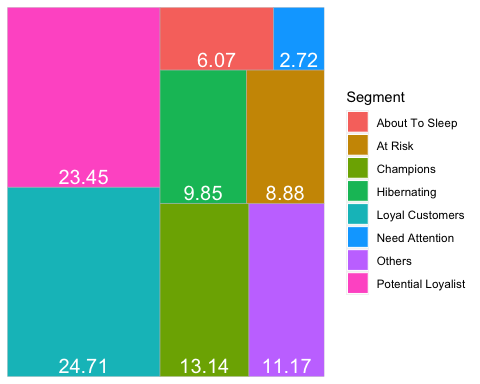 6.07
2.72
23.45
9.85
8.88
24.71
13.14
11.17
Segment
About To Sleep
At Risk
Champions
Hibernating
Loyal Customers
Need Attention
Others
Potential Loyalist